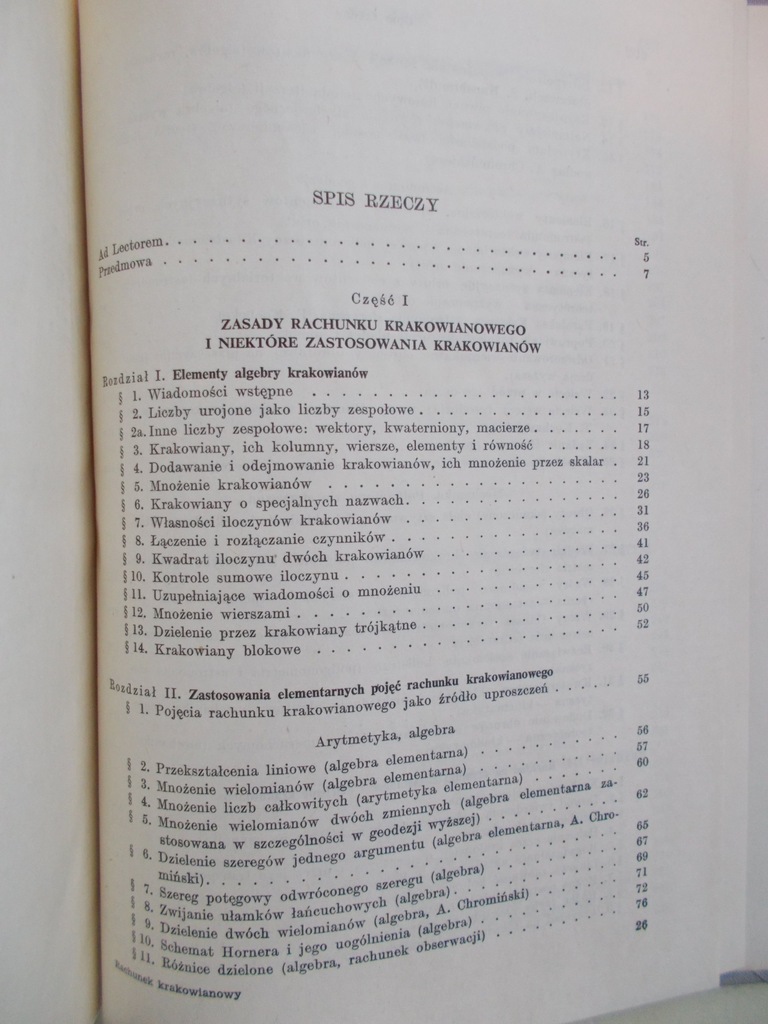 SPIS RZECZY
Str.
Ad Lectorem . . . . . . . . . . 5
Przedmowa . . . . . . . . . . 7
Część I
ZASADY RACHUNKU KRAKOWIANOWEGO
I NIEKTÓRE ZASTOSOWANIA KRAKOWIANÓW
Rozdział I. Elementy algebry krakowianów
§ 1. Wiadomości wstępne . . . . . . . . . . 13
§ 2. Liczby urojone jako liczby zespołowe . . . . . . . . . . 15
§ 2a. Inne liczby zespołowe: wektory, kwaterniony, macierze . . . . . . . 17
§ 3. Krakowiany, ich kolumny, wiersze, elementy i równość . . . . . . 18
§ 4. Dodawanie i odejmowanie krakowianów, ich mnożenie przez skalar . 21
§ 5. Mnożenie krakowianów . . . . . . . . . . 23
§ 6. Krakowiany o specjalnych nazwach . . . . . . . . . . 26
§ 7. Własności iloczynów krakowianów . . . . . . . . . . 31
§ 8. Łączenie i rozłączanie czynników . . . . . . . . . . 36
§ 9. Kwadrat iloczynu dwóch krakowianów . . . . . . . . . . 41
§ 10. Kontrole sumowe iloczynu . . . . . . . . . . 42
§ 11. Uzupełniające wiadomości o mnożeniu . . . . . . . . . . 45
§ 12. Mnożenie wierszami . . . . . . . . . . 47
§ 13. Dzielenie przez krakowiany trójkątne . . . . . . . . . . 50
§ 14. Krakowiany blokowe . . . . . . . . . . 52
Rozdział II. Zastosowania elementarnych pojęć rachunku krakowianowego
§ 1. Pojęcia rachunku krakowianowego jako źródło uproszczeń . . . . . 55
Arytmetyka, algebra
§ 2. Przekształcenia liniowe (algebra elementarna) . . . . . . . . . . 56
§ 3. Mnożenie wielomianów (algebra elementarna) . . . . . . . . . . 57
§ 4. Mnożenie liczb całkowitych (arytmetyka elementarna) . . . . . . 60
§ 5. Mnożenie wielomianów dwóch zmiennych (algebra elementarna za-
stosowana w szczególności w geodezji wyższej) . . . . . . . . . . 62
§ 6. Dzielenie szeregów jednego argumentu (algebra elementarna, A. Chro-
miński) . . . . . . . . . . 65
§ 7. Szereg potęgowy odwróconego szeregu (algebra) . . . . . . . . . . 67
§ 8. Zwijanie ułamków łańcuchowych (algebra) . . . . . . . . . . 69
§ 9. Dzielenie dwóch wielomianów (algebra, A. Chromiński) . . . . . . 71
§ 10. Schemat Hornera i jego uogólnienia (algebra) . . . . . . . . . . 72
§ 11. Różnice dzielone (algebra, rachunek obserwacji) . . . . . . . . . . 76
Rachunek krakowianowy 26